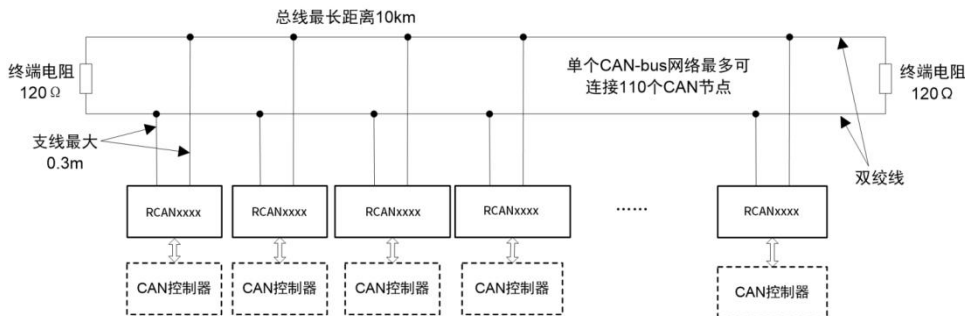 总线最长距离10km
单个CAN-bus网络最多可
连接110个CAN节点
终端电阻
120Ω
终端电阻
120Ω
支线最大
0.3m
双绞线
RCANxxxx
RCANxxxx
RCANxxxx
RCANxxxx
……
RCANxxxx
CAN控制器
CAN控制器
CAN控制器
CAN控制器
CAN控制器